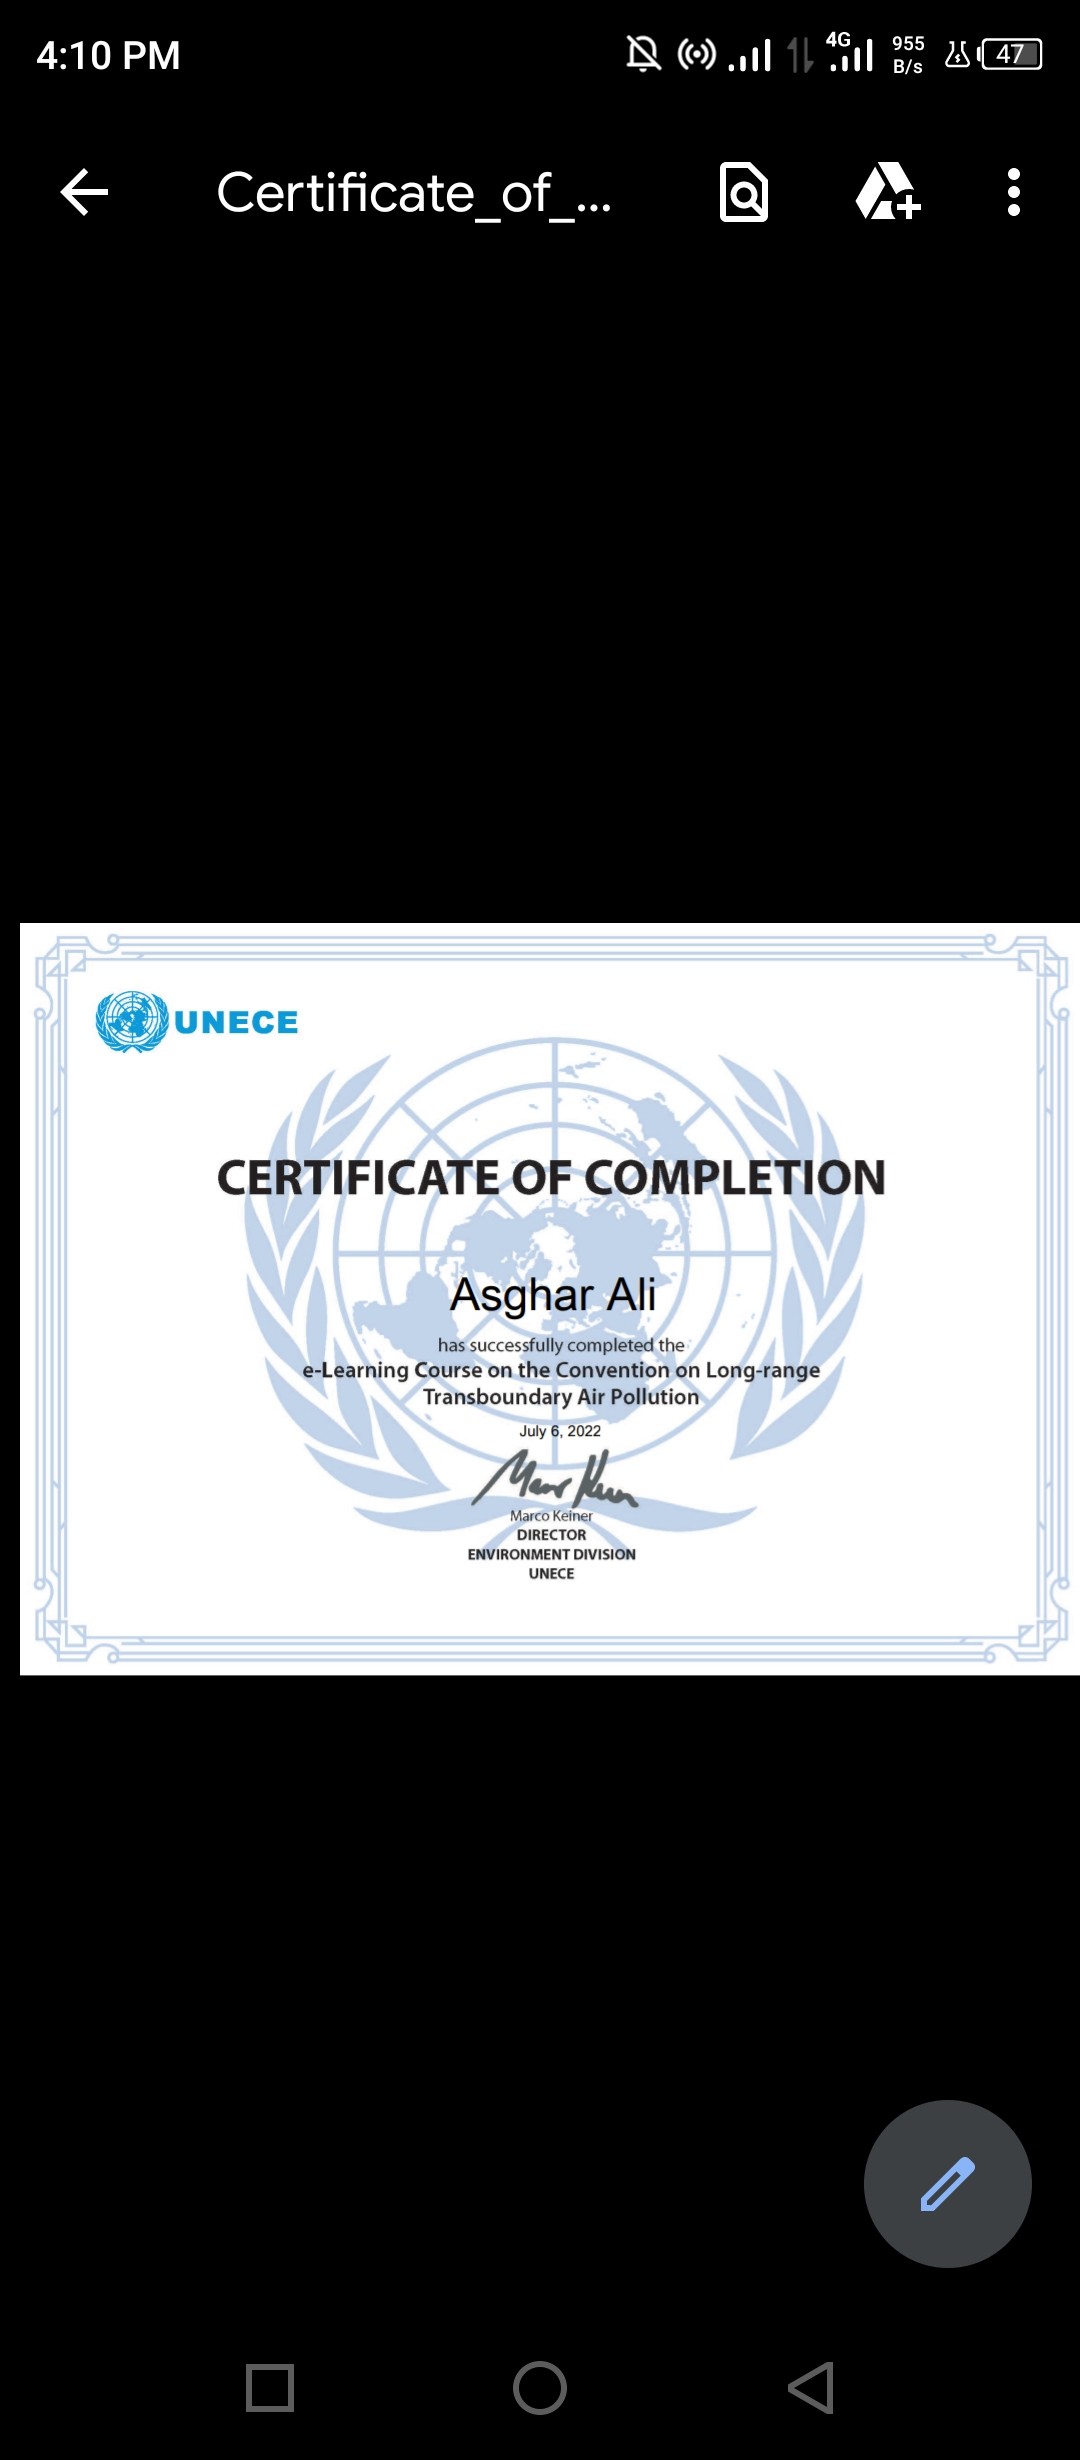 4:10 PM
4G
955
B/s
47
Certificate_of_...
UNECE
CERTIFICATE OF COMPLETION
Asghar Ali
has successfully completed the
e-Learning Course on the Convention on Long-range
Transboundary Air Pollution
July 6, 2022
Marco Keiner
DIRECTOR
ENVIRONMENT DIVISION
UNECE